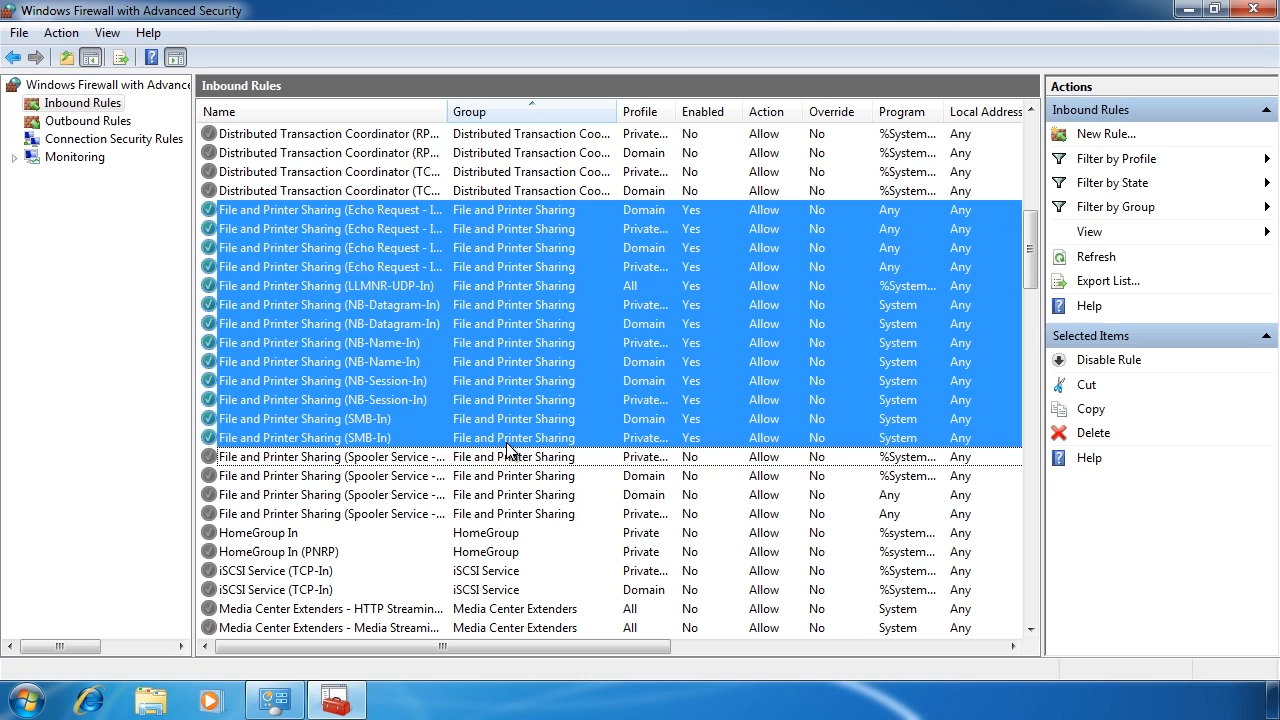 Windows Firewall with Advanced Security
File Action View Help
Windows Firewall with Advance
Inbound Rules
Outbound Rules
Connection Security Rules
Monitoring
Inbound Rules
Name Group Profile Enabled Action Override Program Local Address
Distributed Transaction Coordinator (RP... Distributed Transaction Coo... Private... No Allow No %System... Any
Distributed Transaction Coordinator (RP... Distributed Transaction Coo... Domain No Allow No %System... Any
Distributed Transaction Coordinator (TC... Distributed Transaction Coo... Private... No Allow No %System... Any
Distributed Transaction Coordinator (TC... Distributed Transaction Coo... Domain No Allow No %System... Any
File and Printer Sharing (Echo Request - I... File and Printer Sharing Domain Yes Allow No Any Any
File and Printer Sharing (Echo Request - I... File and Printer Sharing Private... Yes Allow No Any Any
File and Printer Sharing (Echo Request - I... File and Printer Sharing Domain Yes Allow No Any Any
File and Printer Sharing (Echo Request - I... File and Printer Sharing Private... Yes Allow No Any Any
File and Printer Sharing (LLMNR-UDP-In) File and Printer Sharing All Yes Allow No %System... Any
File and Printer Sharing (NB-Datagram-In) File and Printer Sharing Private... Yes Allow No System Any
File and Printer Sharing (NB-Datagram-In) File and Printer Sharing Domain Yes Allow No System Any
File and Printer Sharing (NB-Name-In) File and Printer Sharing Private... Yes Allow No System Any
File and Printer Sharing (NB-Name-In) File and Printer Sharing Domain Yes Allow No System Any
File and Printer Sharing (NB-Session-In) File and Printer Sharing Domain Yes Allow No System Any
File and Printer Sharing (NB-Session-In) File and Printer Sharing Private... Yes Allow No System Any
File and Printer Sharing (SMB-In) File and Printer Sharing Domain Yes Allow No System Any
File and Printer Sharing (SMB-In) File and Printer Sharing Private... Yes Allow No System Any
File and Printer Sharing (Spooler Service -... File and Printer Sharing Private... No Allow No %System... Any
File and Printer Sharing (Spooler Service -... File and Printer Sharing Domain No Allow No %System... Any
File and Printer Sharing (Spooler Service -... File and Printer Sharing Domain No Allow No Any Any
File and Printer Sharing (Spooler Service -... File and Printer Sharing Private... No Allow No Any Any
HomeGroup In HomeGroup Private No Allow No %system... Any
HomeGroup In (PNRP) HomeGroup Private No Allow No %system... Any
iSCSI Service (TCP-In) iSCSI Service Private... No Allow No %System... Any
iSCSI Service (TCP-In) iSCSI Service Domain No Allow No %System... Any
Media Center Extenders - HTTP Streamin... Media Center Extenders All No Allow No System Any
Media Center Extenders - Media Streami... Media Center Extenders All No Allow No System Any
Actions
Inbound Rules
New Rule...
Filter by Profile
Filter by State
Filter by Group
View
Refresh
Export List...
Help
Selected Items
Disable Rule
Cut
Copy
Delete
Help